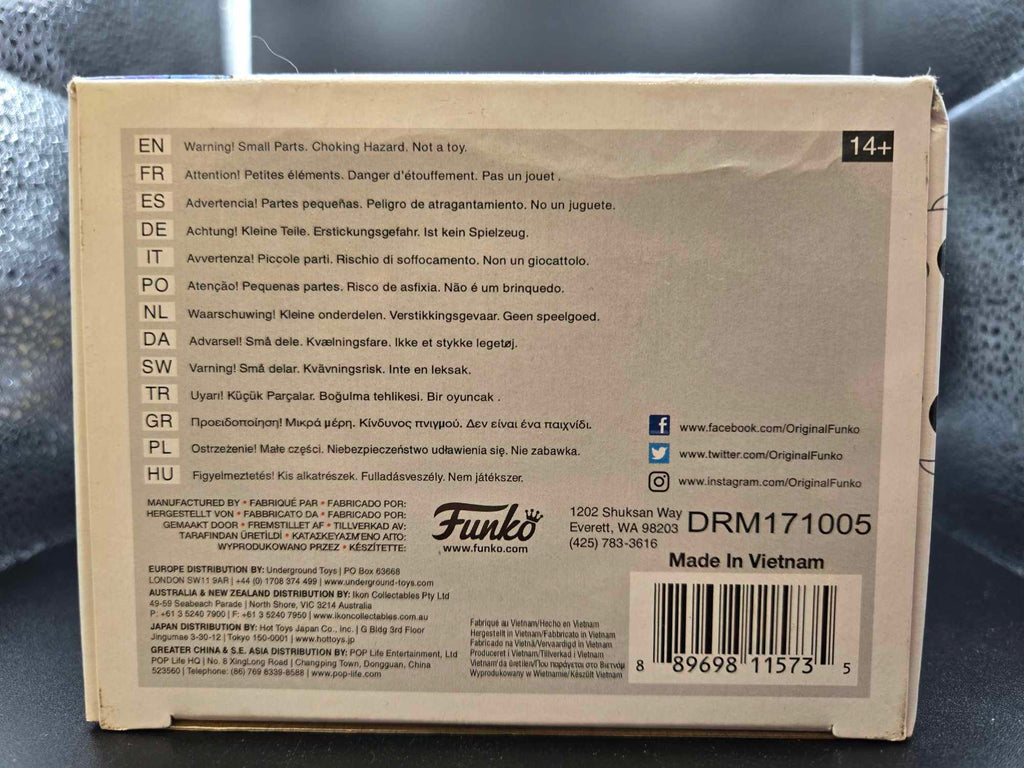 14+
EN Warning! Small Parts. Choking Hazard. Not a toy.
FR Attention! Petites éléments. Danger d'étouffement. Pas un jouet .
ES Advertencia! Partes pequeñas. Peligro de atragantamiento. No un juguete.
DE Achtung! Kleine Teile. Erstickungsgefahr. Ist kein Spielzeug.
IT Avvertenza! Piccole parti. Rischio di soffocamento. Non un giocattolo.
PO Atenção! Pequenas partes. Risco de asfixia. Não é um brinquedo.
NL Waarschuwing! Kleine onderdelen. Verstikkingsgevaar. Geen speelgoed.
DA Advarsel! Små dele. Kvælningsfare. Ikke et stykke legetøj.
SW Varning! Små delar. Kvävningsrisk. Inte en leksak.
TR Uyarı! Küçük Parçalar. Boğulma tehlikesi. Bir oyuncak .
GR Προειδοποίηση! Μικρά μέρη. Κίνδυνος πνιγμού. Δεν είναι ένα παιχνίδι.
PL Ostrzeżenie! Małe części. Niebezpieczeństwo udławienia się. Nie zabawka.
HU Figyelmeztetés! Kis alkatrészek. Fulladásveszély. Nem játékszer.
www.facebook.com/OriginalFunko
www.twitter.com/OriginalFunko
www.instagram.com/OriginalFunko
MANUFACTURED BY • FABRIQUÉ PAR • FABRICADO POR:
HERGESTELLT VON • FABBRICATO DA • FABRICADO POR:
GEMAAKT DOOR • FREMSTILLET AF • TILLVERKAD AV:
TARAFINDAN ÜRETİLDİ • ΚΑΤΑΣΚΕΥΑΣΜΈΝΟ ΑΠΌ:
WYPRODUKOWANO PRZEZ • KÉSZÍTETTE:
Funko
www.funko.com
1202 Shuksan Way
Everett, WA 98203
(425) 783-3616
DRM171005
Made In Vietnam
EUROPE DISTRIBUTION BY: Underground Toys | PO Box 63668
LONDON SW11 9AR | +44 (0) 1708 374 499 | www.underground-toys.com
AUSTRALIA & NEW ZEALAND DISTRIBUTION BY: Ikon Collectables Pty Ltd
49-59 Seabeach Parade | North Shore, VIC 3214 Australia
P: +61 3 5240 7900 | F: +61 3 5240 7950 | www.ikoncollectables.com.au
JAPAN DISTRIBUTION BY: Hot Toys Japan Co., Inc. | G Bldg 3rd Floor
Jingumae 3-30-12 | Tokyo 150-0001 | www.hottoys.jp
GREATER CHINA & S.E. ASIA DISTRIBUTION BY: POP Life Entertainment, Ltd
POP Life HQ | No. 8 XingLong Road | Changping Town, Dongguan, China
523560 | Telephone: (86) 769 8339-8588 | www.pop-life.com
Fabriqué au Vietnam/Hecho en Vietnam
Hergestellt in Vietnam/Fabbricato in Vietnam
Fabricado na Vietnã/Vervaardigd in Vietnam
Produceret i Vietnam/Tillverkad i Vietnam
Vietnam'da üretilen/Που παράγεται στο Βιετνάμ
Wyprodukowany w Wietnamie/Készült Vietnam
8 89698 11573 5